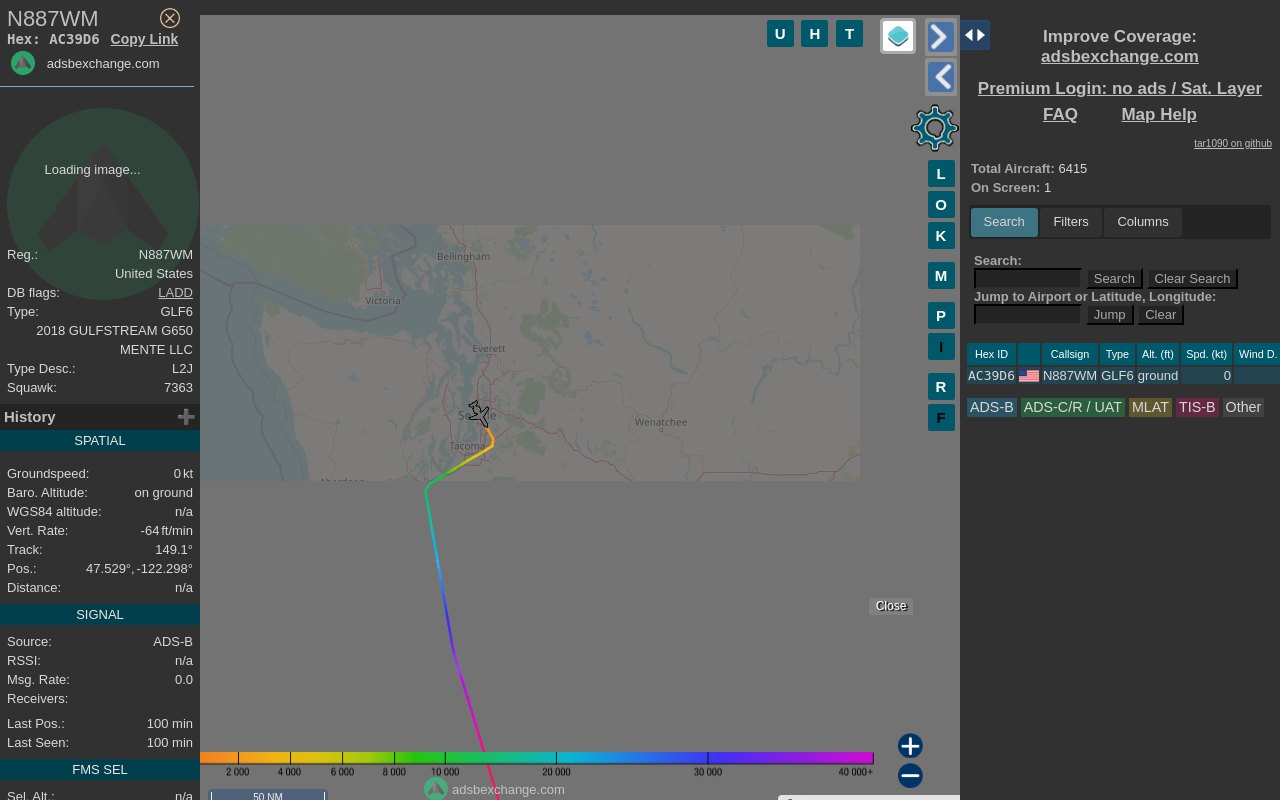 N887WM
Hex: AC39D6 Copy Link
adsbexchange.com
Loading image...
Reg.: N887WM
United States
DB flags: LADD
Type: GLF6
2018 GULFSTREAM G650
MENTE LLC
Type Desc.: L2J
Squawk: 7363
History
SPATIAL
Groundspeed: 0 kt
Baro. Altitude: on ground
WGS84 altitude: n/a
Vert. Rate: -64 ft/min
Track: 149.1°
Pos.: 47.529°, -122.298°
Distance: n/a
SIGNAL
Source: ADS-B
RSSI: n/a
Msg. Rate: 0.0
Receivers:
Last Pos.: 100 min
Last Seen: 100 min
FMS SEL
Sel. Alt.: n/a
U H T
L
O
K
M
P
I
R
F
Bellingham
Victoria
Everett
Wenatchee
Tacoma
Close
2 000 4 000 6 000 8 000 10 000 20 000 30 000 40 000+
adsbexchange.com
50 NM
Improve Coverage:
adsbexchange.com
Premium Login: no ads / Sat. Layer
FAQ Map Help
tar1090 on github
Total Aircraft: 6415
On Screen: 1
Search Filters Columns
Search:
Search Clear Search
Jump to Airport or Latitude, Longitude:
Jump Clear
Hex ID Callsign Type Alt. (ft) Spd. (kt) Wind D.
AC39D6 N887WM GLF6 ground 0
ADS-B ADS-C/R / UAT MLAT TIS-B Other